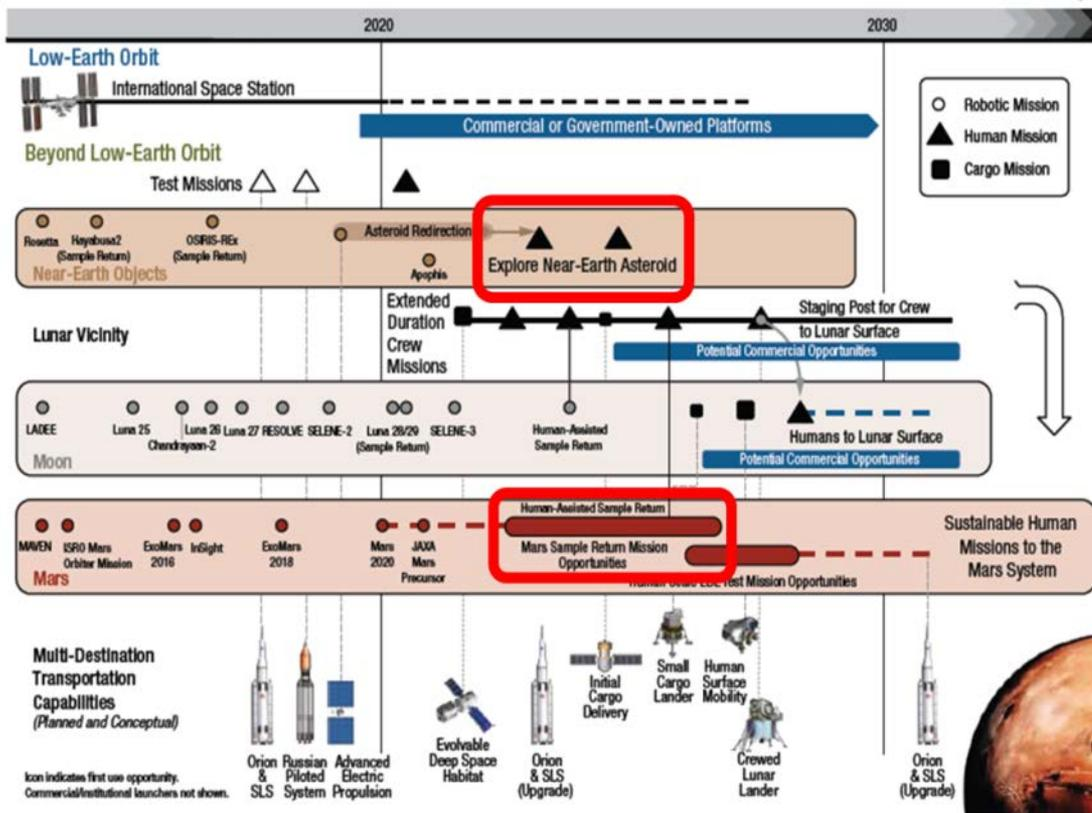 2020
2030
Low-Earth Orbit
International Space Station
Commercial or Government-Owned Platforms
Robotic Mission
Human Mission
Cargo Mission
Beyond Low-Earth Orbit
Test Missions
Rosetta
Hayabusa2
(Sample Return)
OSIRIS-REx
(Sample Return)
Asteroid Redirection
Apophis
Explore Near-Earth Asteroid
Near-Earth Objects
Lunar Vicinity
Extended
Duration
Crew
Missions
Staging Post for Crew
to Lunar Surface
Potential Commercial Opportunities
LADEE
Luna 25
Chandrayaan-2
Luna 26
Luna 27
RESOLVE
SELENE-2
Luna 28/29
(Sample Return)
SELENE-3
Human-Assisted
Sample Return
Humans to Lunar Surface
Potential Commercial Opportunities
Moon
MAVEN
ISRO Mars
Orbiter Mission
ExoMars
2016
InSight
ExoMars
2018
Mars
2020
JAXA
Mars
Precursor
Human-Assisted Sample Return
Mars Sample Return Mission
Opportunities
Test Mission Opportunities
Sustainable Human
Missions to the
Mars System
Mars
Multi-Destination
Transportation
Capabilities
(Planned and Conceptual)
Orion
&
SLS
Russian
Piloted
System
Advanced
Electric
Propulsion
Evolvable
Deep Space
Habitat
Orion
& SLS
(Upgrade)
Initial
Cargo
Delivery
Small
Cargo
Lander
Human
Surface
Mobility
Crewed
Lunar
Lander
Orion
& SLS
(Upgrade)
Icon indicates first use opportunity.
Commercial/institutional launchers not shown.